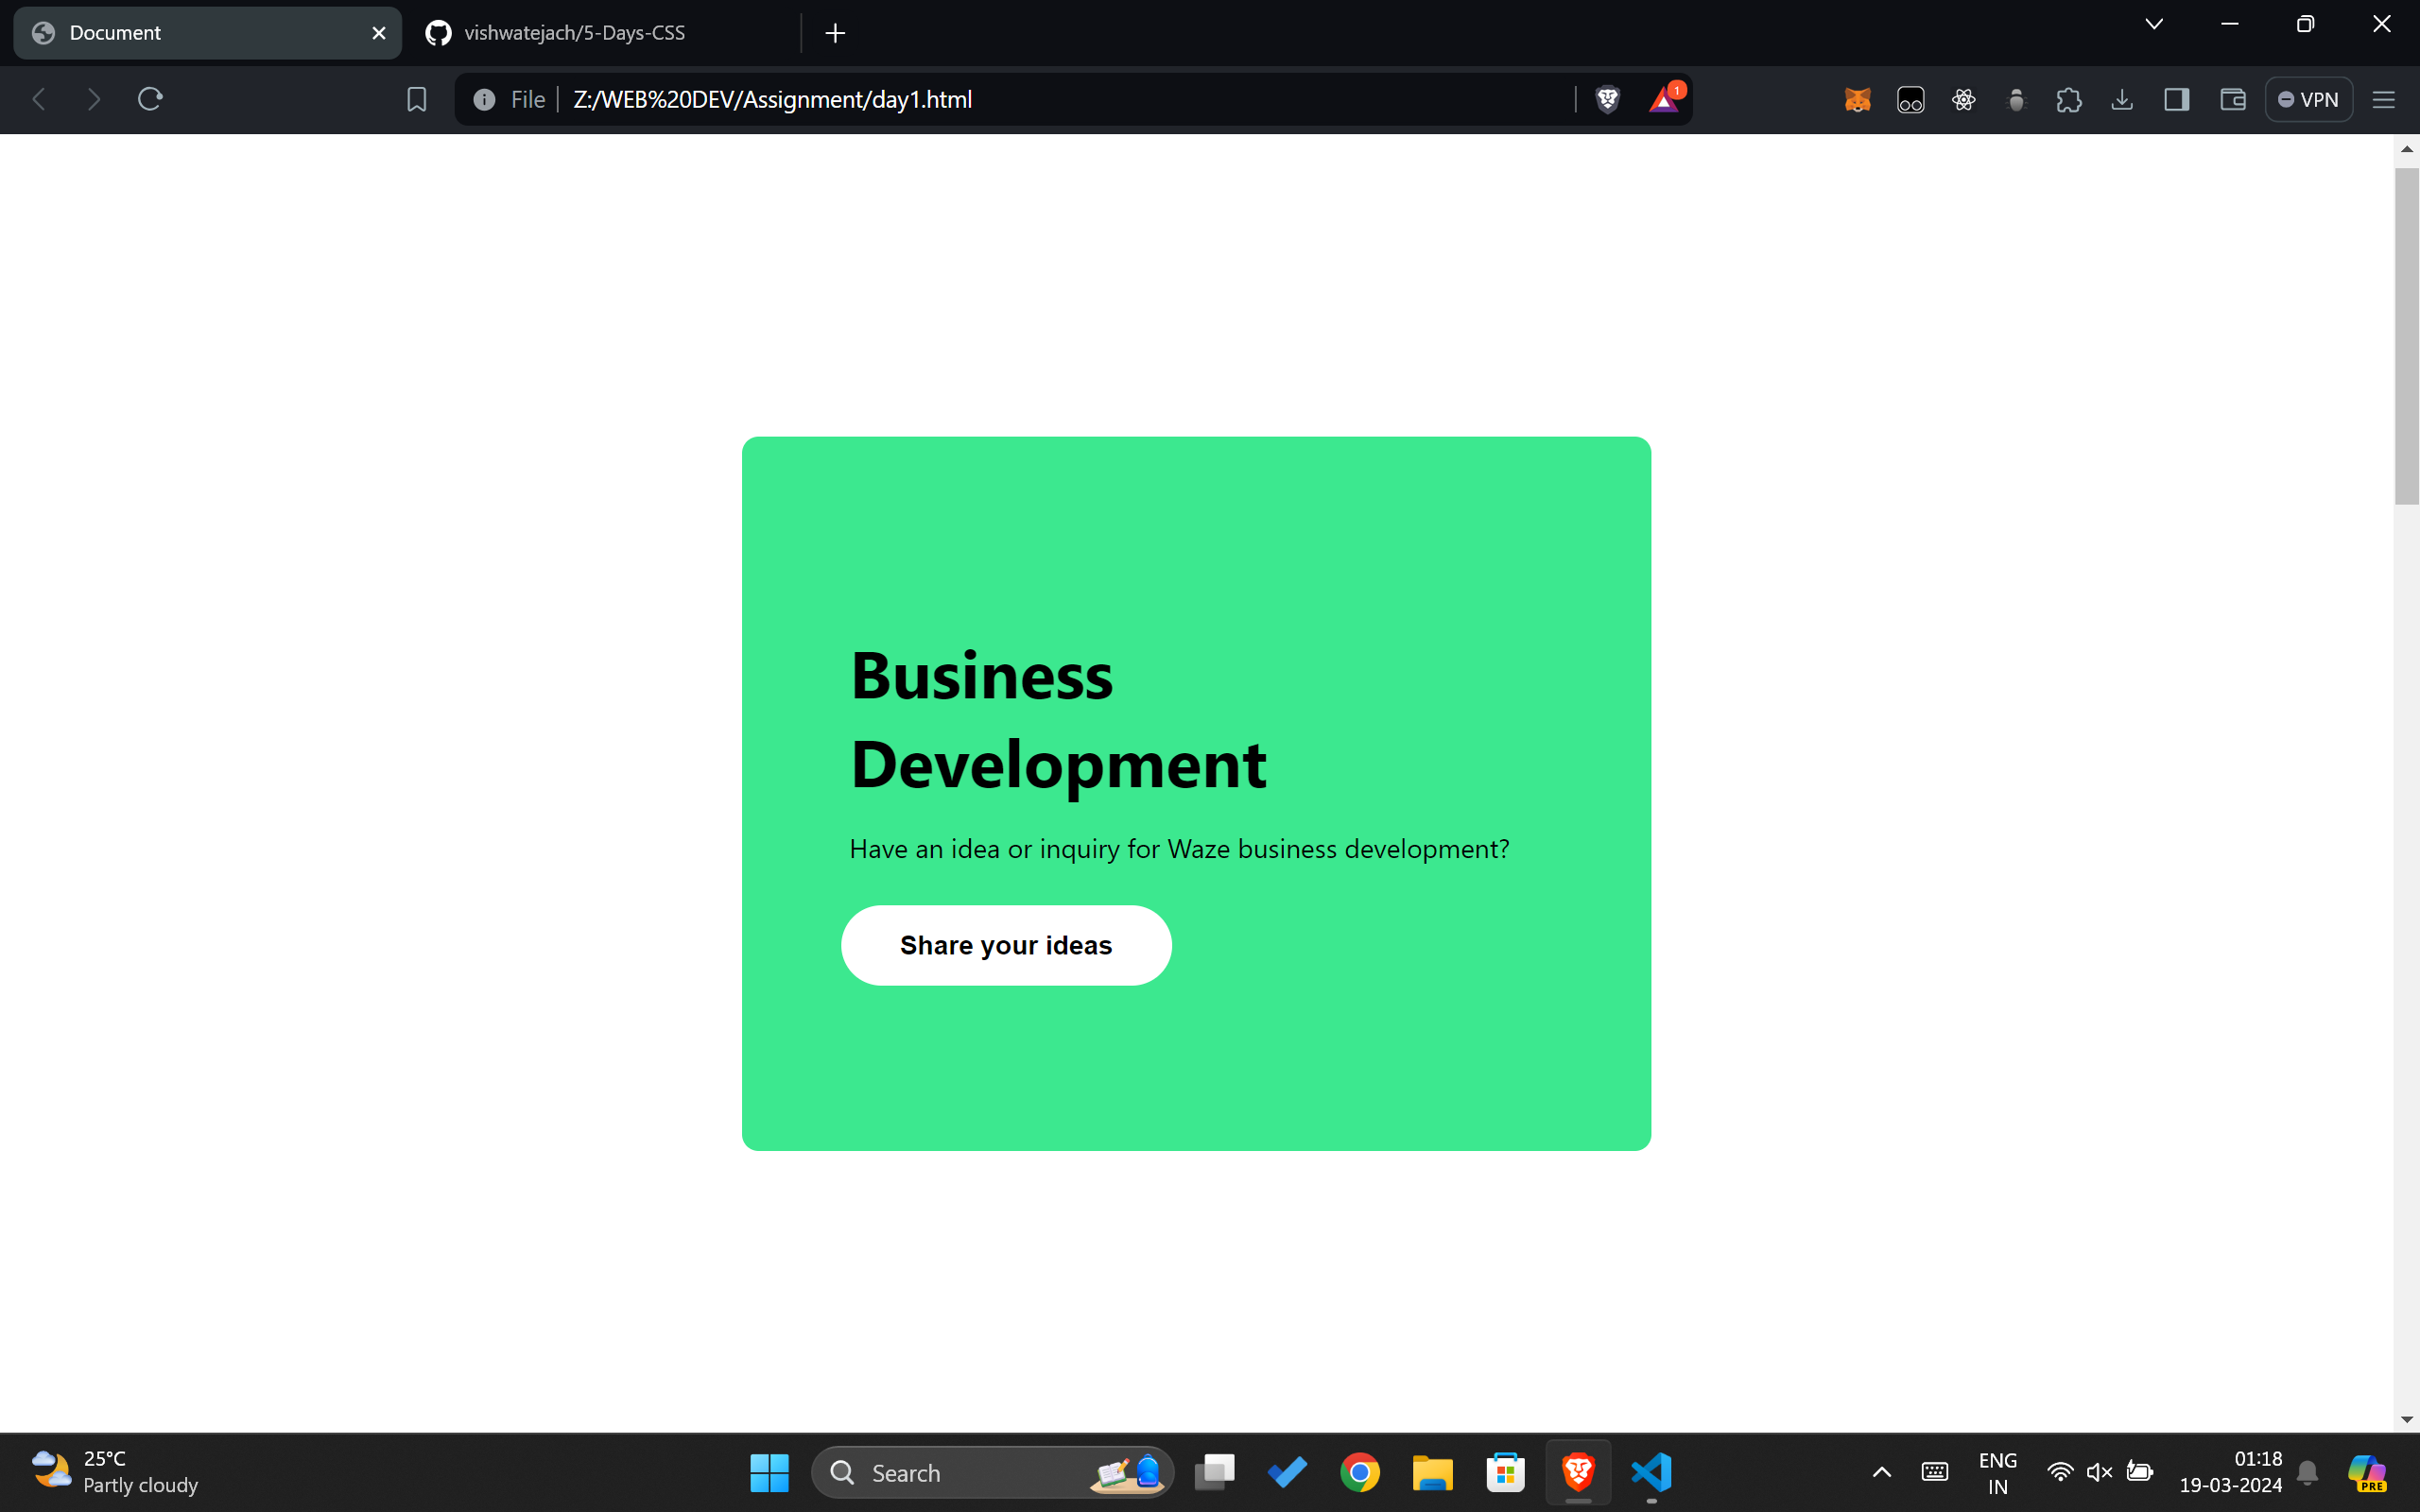 Document
vishwatejach/5-Days-CSS
File
Z:/WEB%20DEV/Assignment/day1.html
1
VPN
Business
Development
Have an idea or inquiry for Waze business development?
Share your ideas
25°C
Partly cloudy
Search
ENG
IN
01:18
19-03-2024
PRE